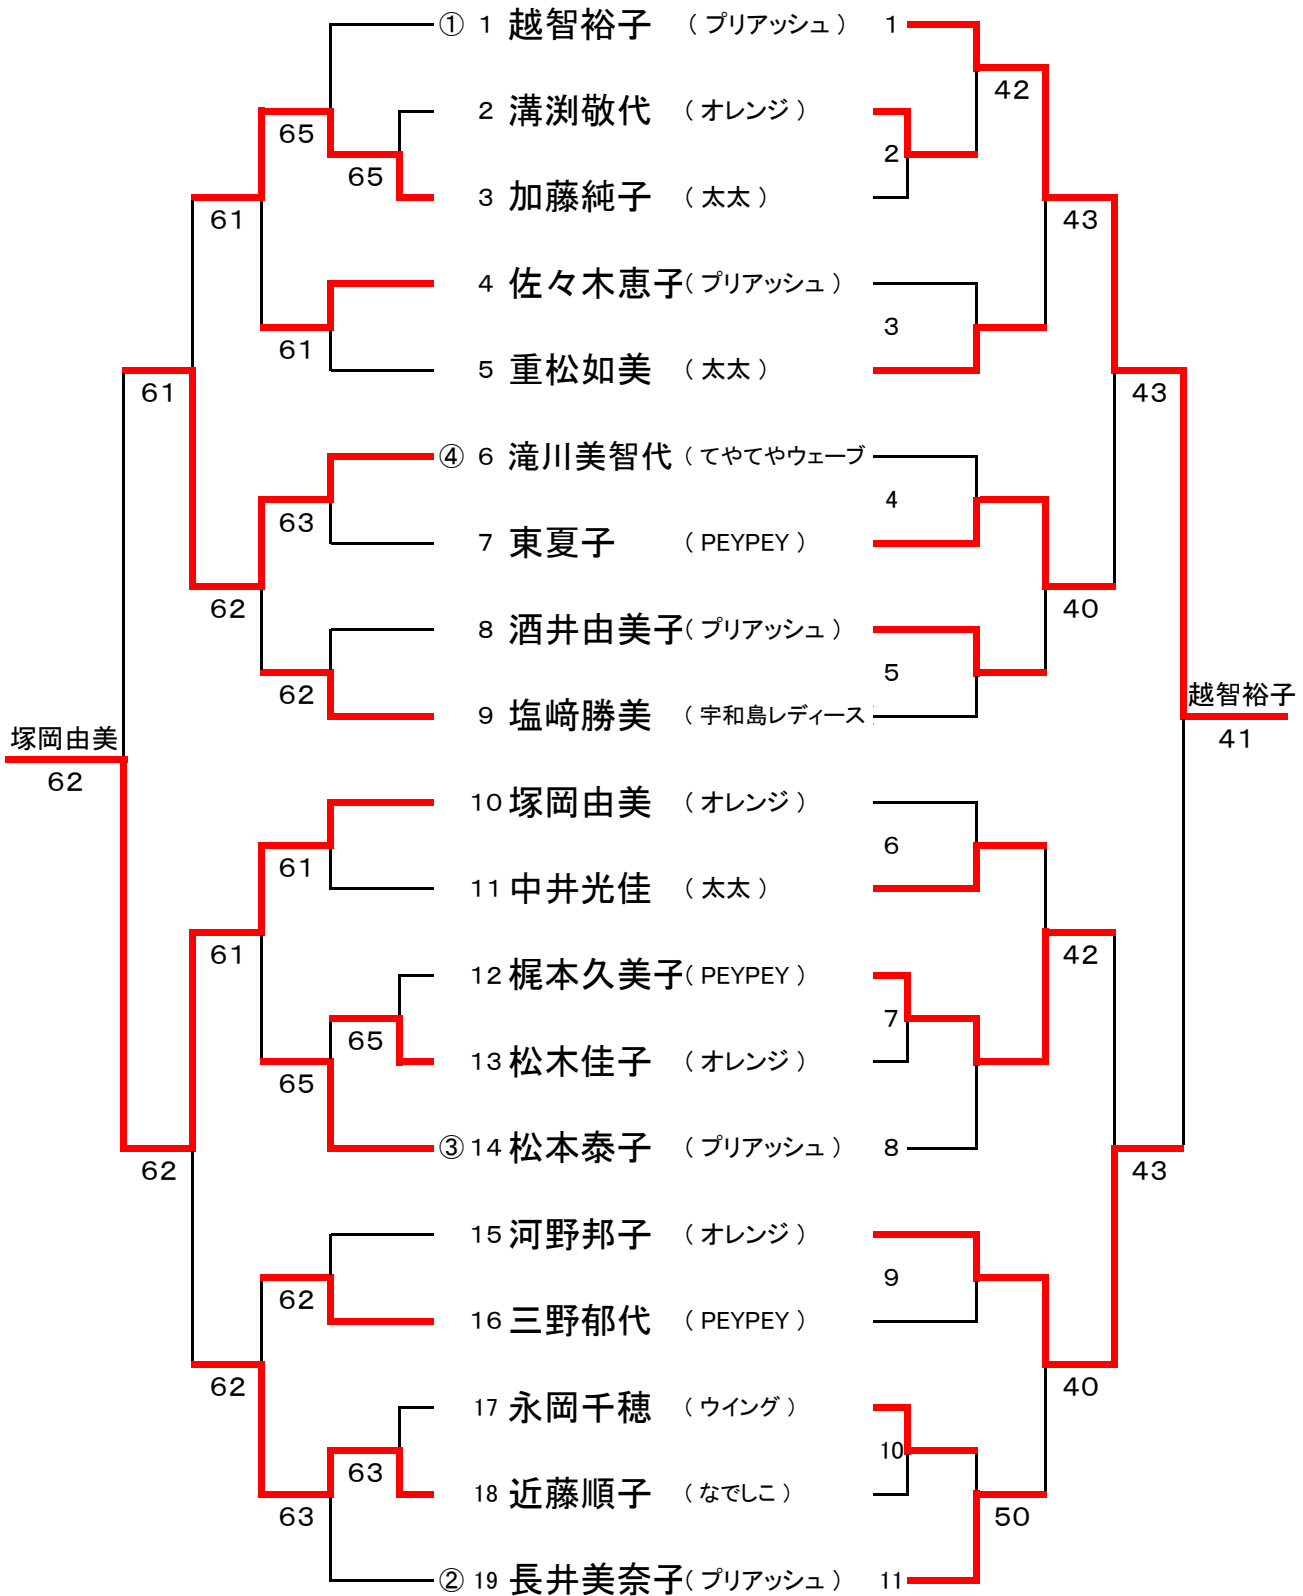 ① 1 越智裕子 （ プリアッシュ ） 1
42
2 溝渕敬代 （ オレンジ ）
65
2
65
3 加藤純子 （ 太太 ）
61
43
4 佐々木恵子（ プリアッシュ ）
3
61
5 重松如美 （ 太太 ）
61
43
④ 6 滝川美智代 （ てやてやウェーブ
4
63
7 東夏子 （ PEYPEY ）
62
40
8 酒井由美子（ プリアッシュ ）
5
62
越智裕子
9 塩﨑勝美 （ 宇和島レディース
塚岡由美
41
62
10 塚岡由美 （ オレンジ ）
6
61
11 中井光佳 （ 太太 ）
61
42
12 梶本久美子（ PEYPEY ）
7
65
13 松木佳子 （ オレンジ ）
65
③ 14 松本泰子 （ プリアッシュ ） 8
62
43
15 河野邦子 （ オレンジ ）
9
62
16 三野郁代 （ PEYPEY ）
62
40
17 永岡千穂 （ ウイング ）
10
63
18 近藤順子 （ なでしこ ）
63
50
② 19 長井美奈子（ プリアッシュ ） 11